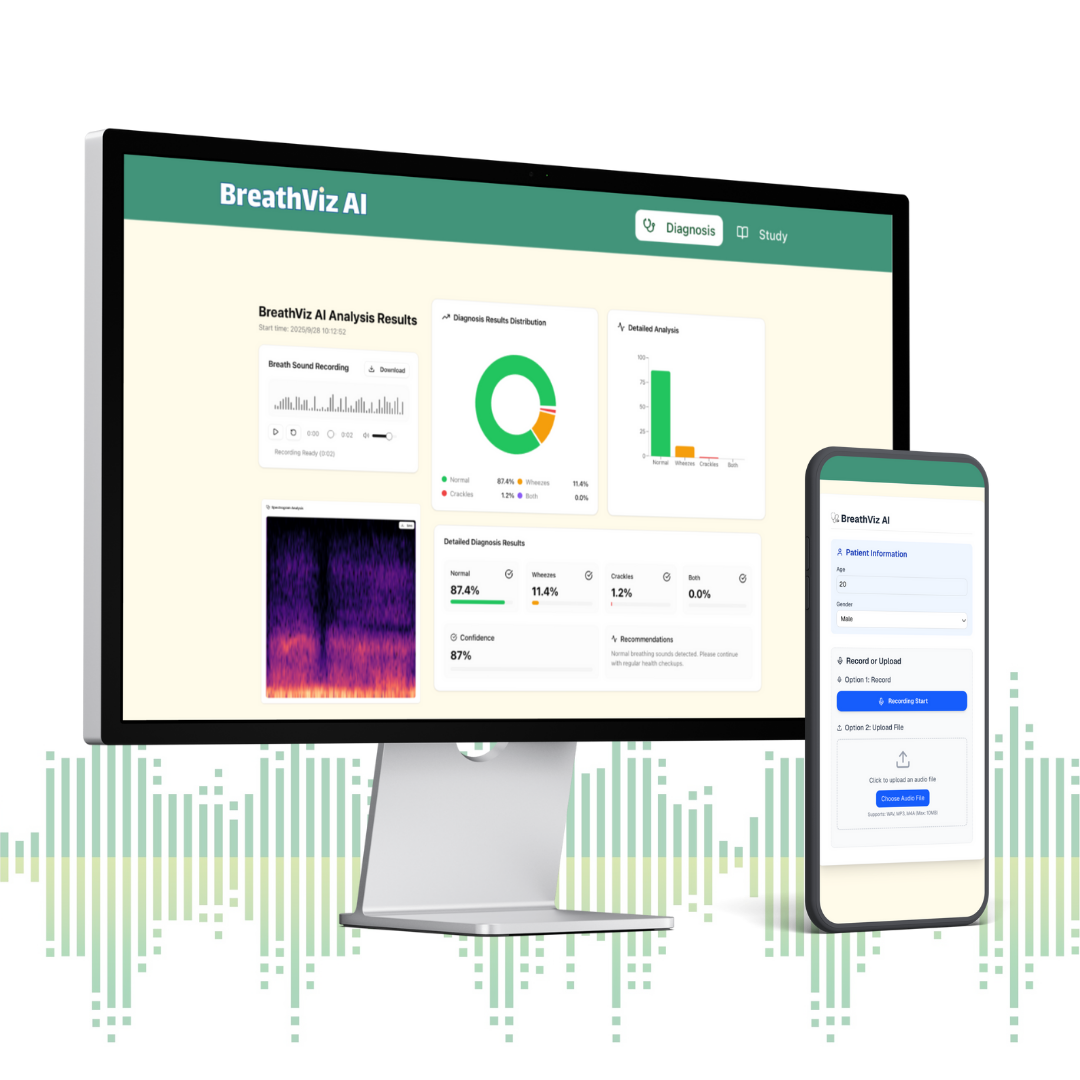 BreathViz AI
Diagnosis
Study
BreathViz AI Analysis Results
Start time: 2025/9/28 10:12:52
Breath Sound Recording
Download
0:00
0:02
Recording Ready (0:02)
Diagnosis Results Distribution
Normal 87.4%
Wheezes 11.4%
Crackles 1.2%
Both 0.0%
Detailed Analysis
100
75
50
25
0
Normal Wheezes Crackles Both
Spectrogram Analysis
Detailed Diagnosis Results
Normal
87.4%
Wheezes
11.4%
Crackles
1.2%
Both
0.0%
Confidence
87%
Recommendations
Normal breathing sounds detected. Please continue
with regular health checkups.
BreathViz AI
Patient Information
Age
20
Gender
Male
Record or Upload
Option 1: Record
Recording Start
Option 2: Upload File
Click to upload an audio file
Choose Audio File
Supports: WAV, MP3, M4A (Max: 10MB)